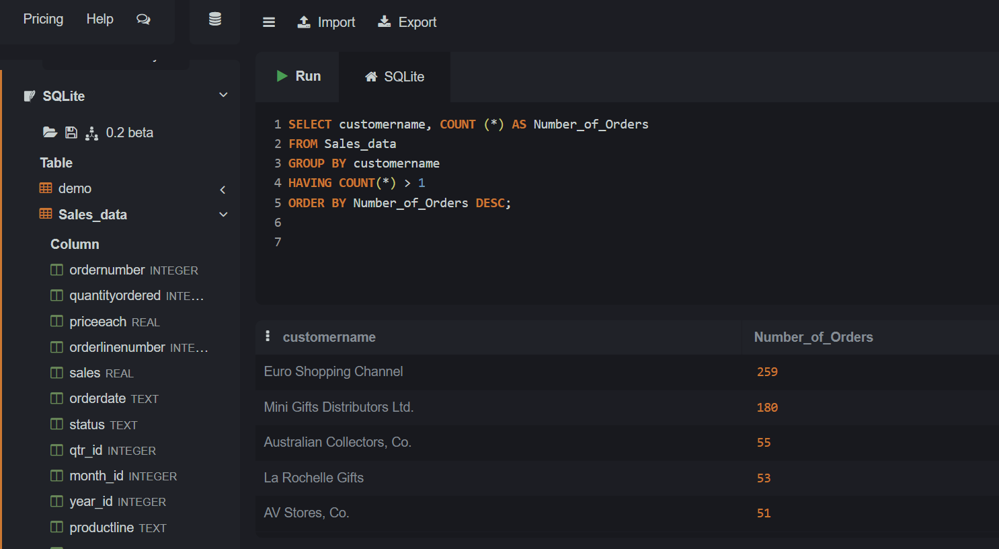 Pricing Help
Import Export
Run SQLite
SQLite
0.2 beta
Table
demo
Sales_data
Column
ordernumber INTEGER
quantityordered INTE...
priceeach REAL
orderlinenumber INTE...
sales REAL
orderdate TEXT
status TEXT
qtr_id INTEGER
month_id INTEGER
year_id INTEGER
productline TEXT
1 SELECT customername, COUNT (*) AS Number_of_Orders
2 FROM Sales_data
3 GROUP BY customername
4 HAVING COUNT(*) > 1
5 ORDER BY Number_of_Orders DESC;
6
7
customername Number_of_Orders
Euro Shopping Channel 259
Mini Gifts Distributors Ltd. 180
Australian Collectors, Co. 55
La Rochelle Gifts 53
AV Stores, Co. 51